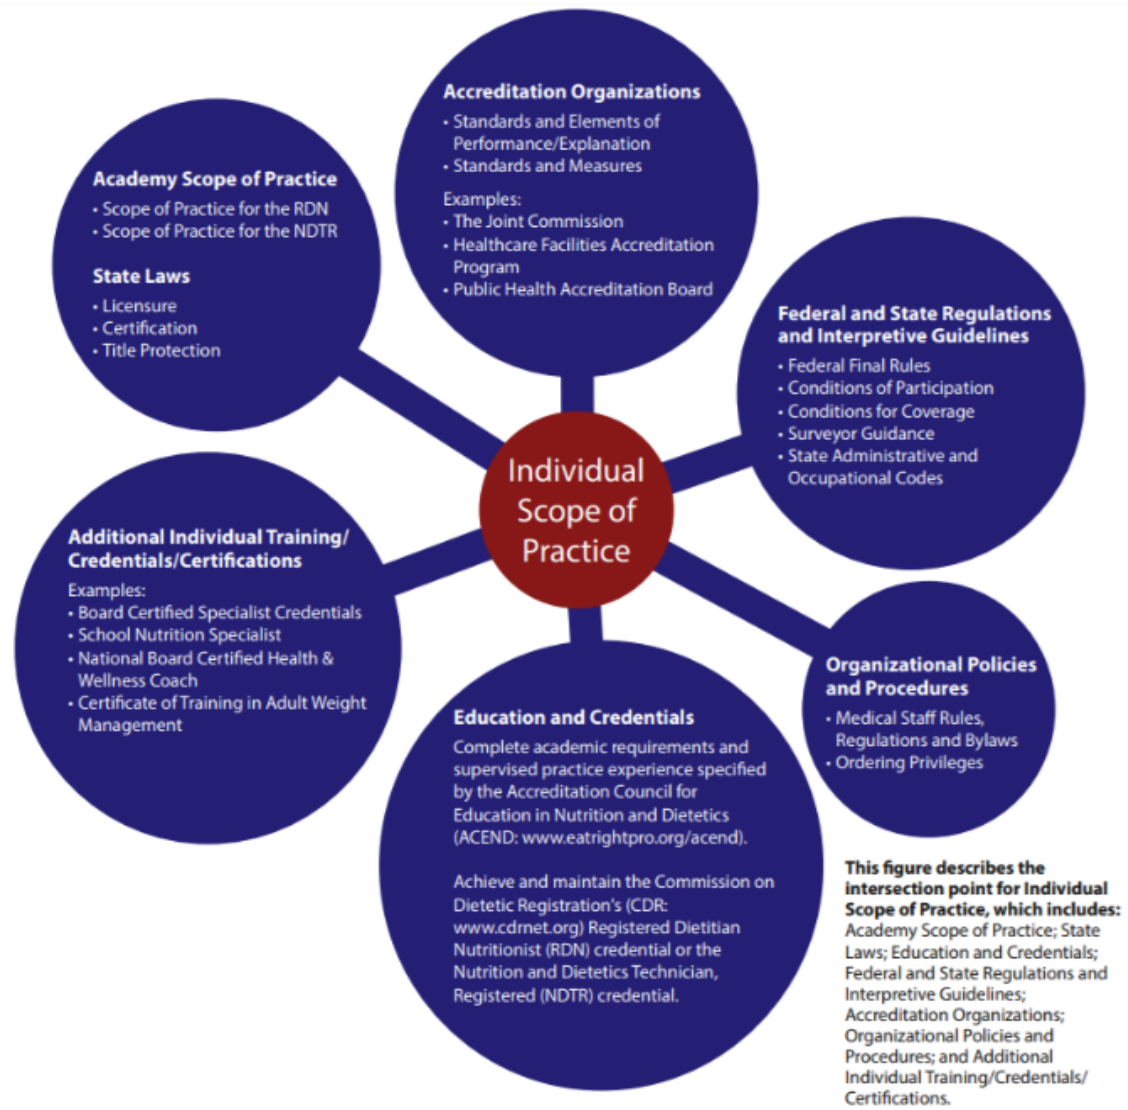 Accreditation Organizations
• Standards and Elements of
Performance/Explanation
• Standards and Measures
Examples:
• The Joint Commission
• Healthcare Facilities Accreditation
Program
• Public Health Accreditation Board
Academy Scope of Practice
• Scope of Practice for the RDN
• Scope of Practice for the NDTR
State Laws
• Licensure
• Certification
• Title Protection
Federal and State Regulations
and Interpretive Guidelines
• Federal Final Rules
• Conditions of Participation
• Conditions for Coverage
• Surveyor Guidance
• State Administrative and
Occupational Codes
Individual
Scope of
Practice
Additional Individual Training/
Credentials/Certifications
Examples:
• Board Certified Specialist Credentials
• School Nutrition Specialist
• National Board Certified Health &
Wellness Coach
• Certificate of Training in Adult Weight
Management
Organizational Policies
and Procedures
• Medical Staff Rules,
Regulations and Bylaws
• Ordering Privileges
Education and Credentials
Complete academic requirements and
supervised practice experience specified
by the Accreditation Council for
Education in Nutrition and Dietetics
(ACEND: www.eatrightpro.org/acend).
Achieve and maintain the Commission on
Dietetic Registration's (CDR:
www.cdrnet.org) Registered Dietitian
Nutritionist (RDN) credential or the
Nutrition and Dietetics Technician,
Registered (NDTR) credential.
This figure describes the
intersection point for Individual
Scope of Practice, which includes:
Academy Scope of Practice; State
Laws; Education and Credentials;
Federal and State Regulations and
Interpretive Guidelines;
Accreditation Organizations;
Organizational Policies and
Procedures; and Additional
Individual Training/Credentials/
Certifications.